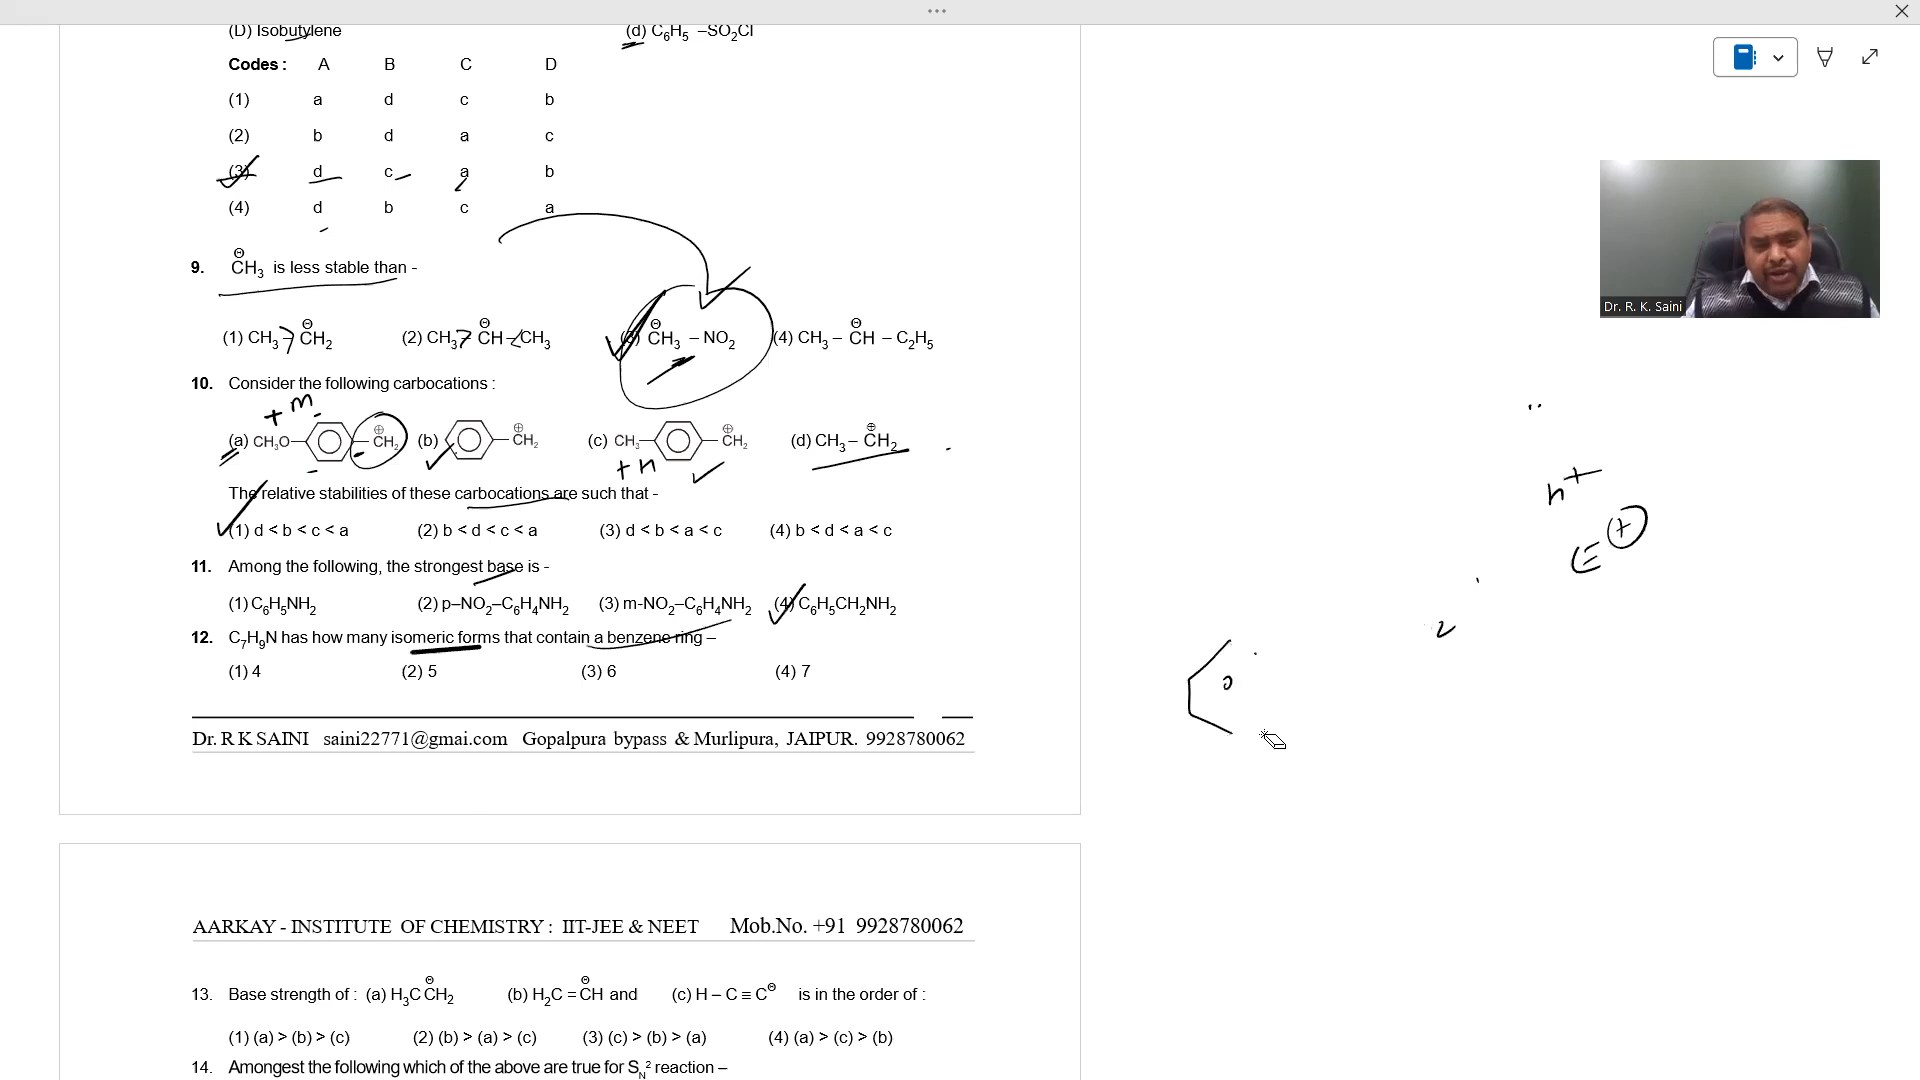 (D) Isobutylene (d) C6H5 –SO2Cl
Codes : A B C D
(1) a d c b
(2) b d a c
(3) d c a b
(4) d b c a
9. CH3⊖ is less stable than -
(1) CH3 – CH2⊖ (2) CH3 – CH⊖ – CH3 (3) CH3⊖ – NO2 (4) CH3 – CH⊖ – C2H5
10. Consider the following carbocations :
+m
(a) CH3O– –CH2⊕ (b) –CH2⊕ (c) CH3– –CH2⊕ (d) CH3 – CH2⊕
The relative stabilities of these carbocations are such that -
(1) d < b < c < a (2) b < d < c < a (3) d < b < a < c (4) b < d < a < c
11. Among the following, the strongest base is -
(1) C6H5NH2 (2) p–NO2–C6H4NH2 (3) m-NO2–C6H4NH2 (4) C6H5CH2NH2
12. C7H9N has how many isomeric forms that contain a benzene ring –
(1) 4 (2) 5 (3) 6 (4) 7
Dr. R K SAINI saini22771@gmai.com Gopalpura bypass & Murlipura, JAIPUR. 9928780062
AARKAY - INSTITUTE OF CHEMISTRY : IIT-JEE & NEET Mob.No. +91 9928780062
13. Base strength of : (a) H3C CH2⊖ (b) H2C = CH⊖ and (c) H – C ≡ C⊖ is in the order of :
(1) (a) > (b) > (c) (2) (b) > (a) > (c) (3) (c) > (b) > (a) (4) (a) > (c) > (b)
14. Amongest the following which of the above are true for SN2 reaction –
Dr. R. K. Saini